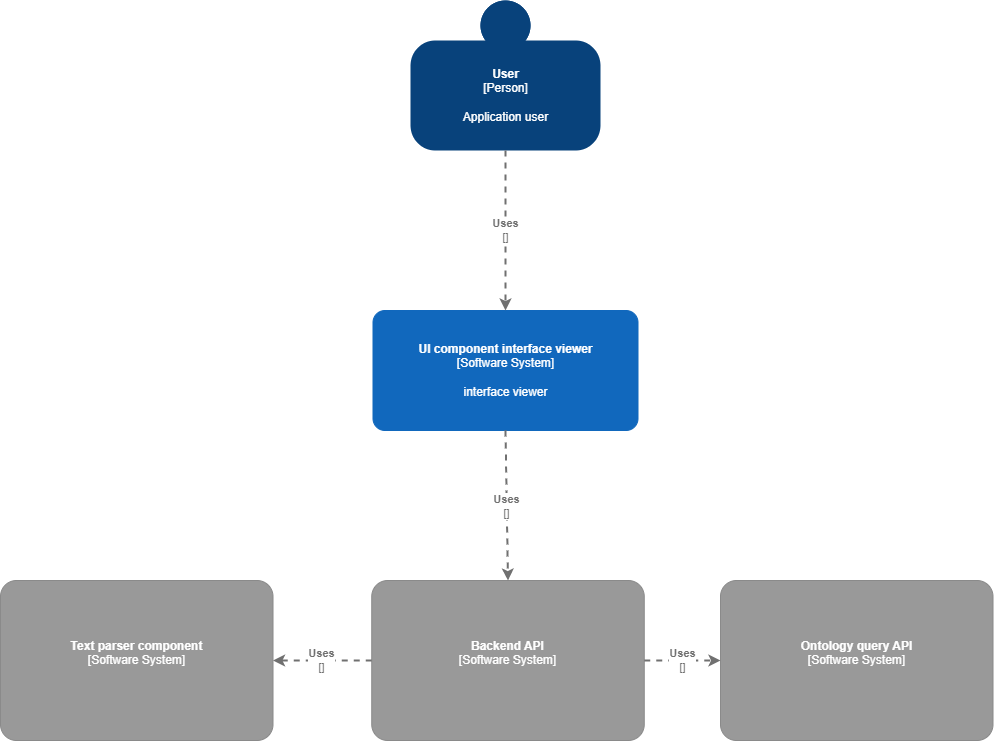 User
[Person]
Application user
Uses
[]
UI component interface viewer
[Software System]
interface viewer
Uses
[]
Text parser component
[Software System]
Uses
[]
Backend API
[Software System]
Uses
[]
Ontology query API
[Software System]